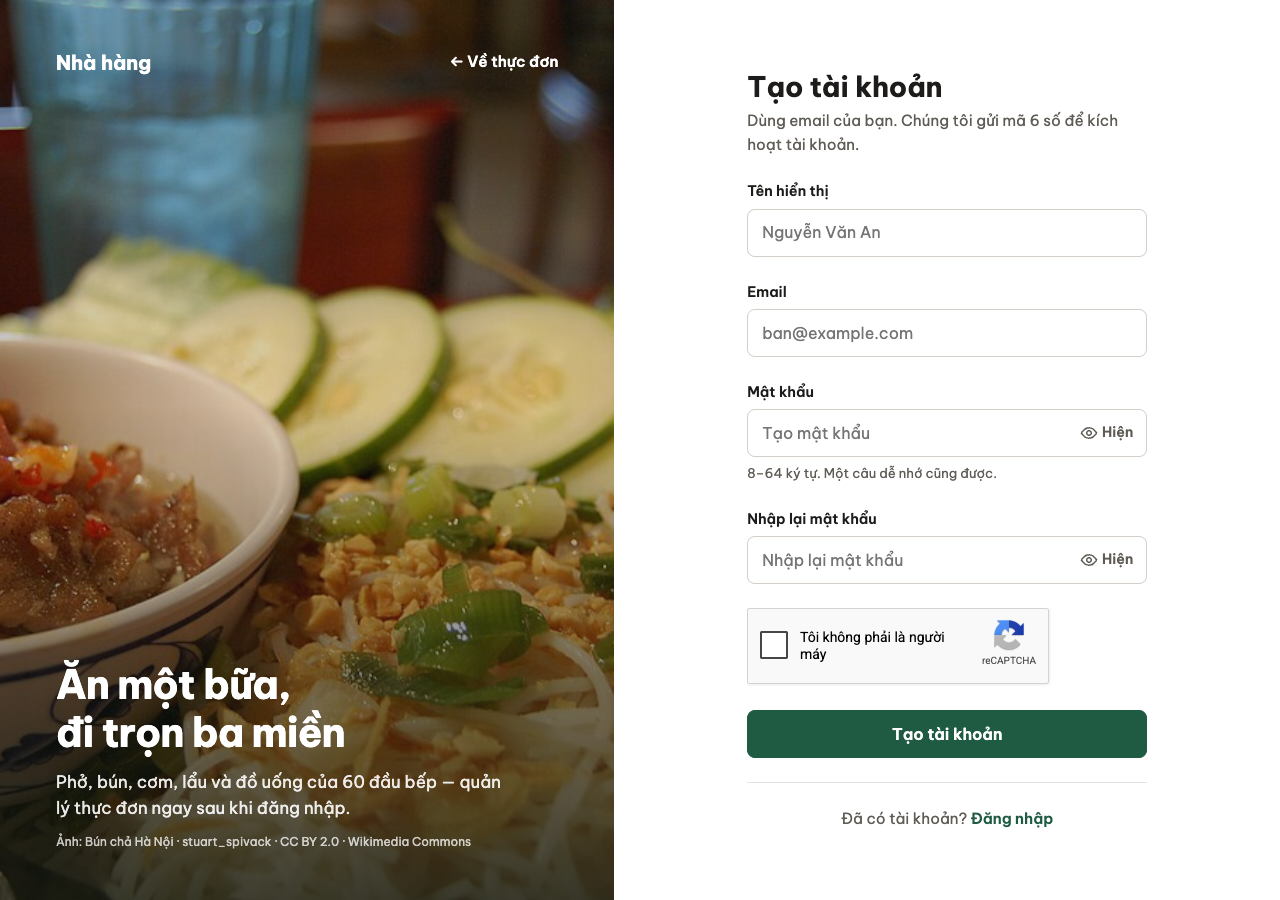 Nhà hàng
← Về thực đơn
Ăn một bữa,
đi trọn ba miền
Phở, bún, cơm, lẩu và đồ uống của 60 đầu bếp — quản
lý thực đơn ngay sau khi đăng nhập.
Ảnh: Bún chả Hà Nội · stuart_spivack · CC BY 2.0 · Wikimedia Commons
Tạo tài khoản
Dùng email của bạn. Chúng tôi gửi mã 6 số để kích
hoạt tài khoản.
Tên hiển thị
Nguyễn Văn An
Email
ban@example.com
Mật khẩu
Tạo mật khẩu
Hiện
8–64 ký tự. Một câu dễ nhớ cũng được.
Nhập lại mật khẩu
Nhập lại mật khẩu
Hiện
Tôi không phải là người
máy
reCAPTCHA
Tạo tài khoản
Đã có tài khoản? Đăng nhập